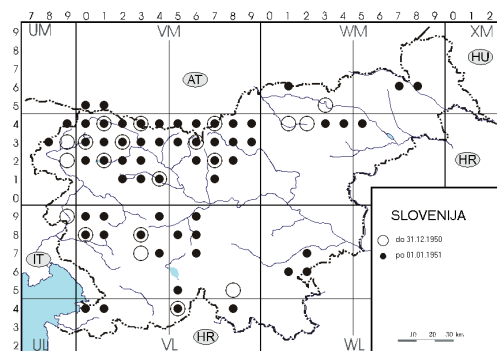 7 8 9 0 1 2 3 4 5 6 7 8 9 0 1 2 3 4 5 6 7 8 9 0 1 2
9 UM VM WM XM
8
7 HU
6 AT
5
4
3
2 HR
1
0
9 SLOVENIJA
8
7 do 31.12.1950
6 IT po 01.01.1951
5
4
3 HR 10 20 30 km
2 UL VL WL